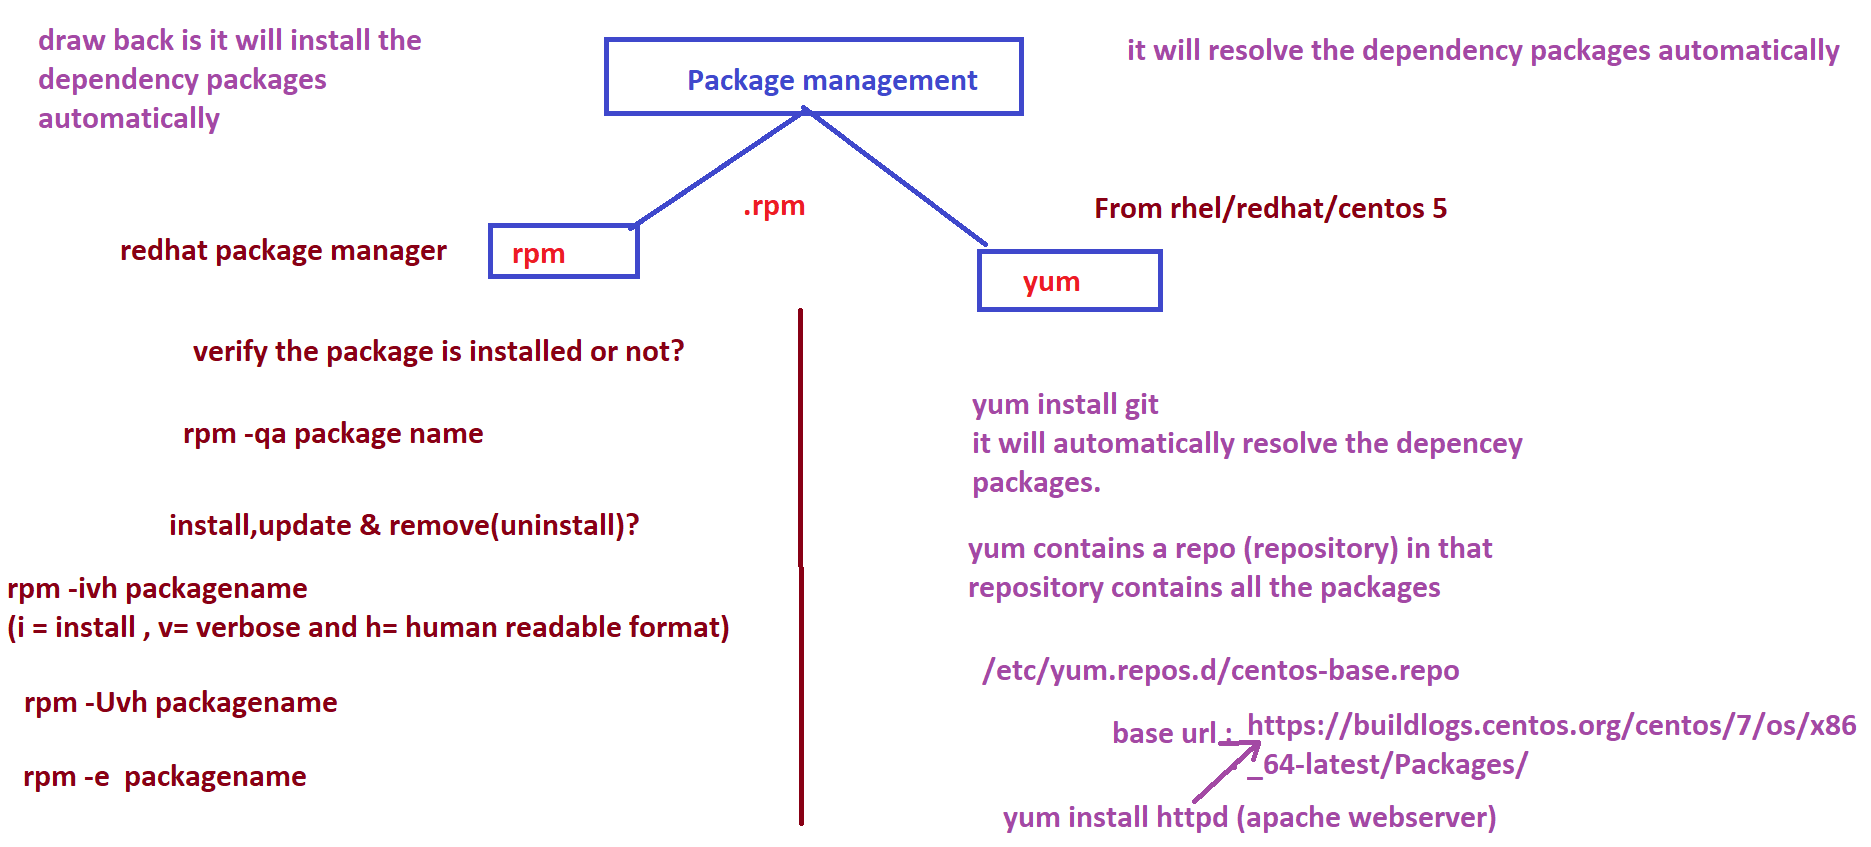 draw back is it will install the
dependency packages
automatically
Package management
it will resolve the dependency packages automatically
.rpm
From rhel/redhat/centos 5
redhat package manager
rpm
yum
verify the package is installed or not?
rpm -qa package name
install,update & remove(uninstall)?
rpm -ivh packagename
(i = install , v= verbose and h= human readable format)
rpm -Uvh packagename
rpm -e  packagename
yum install git
it will automatically resolve the depencey
packages.
yum contains a repo (repository) in that
repository contains all the packages
/etc/yum.repos.d/centos-base.repo
base url :
https://buildlogs.centos.org/centos/7/os/x86
_64-latest/Packages/
yum install httpd (apache webserver)